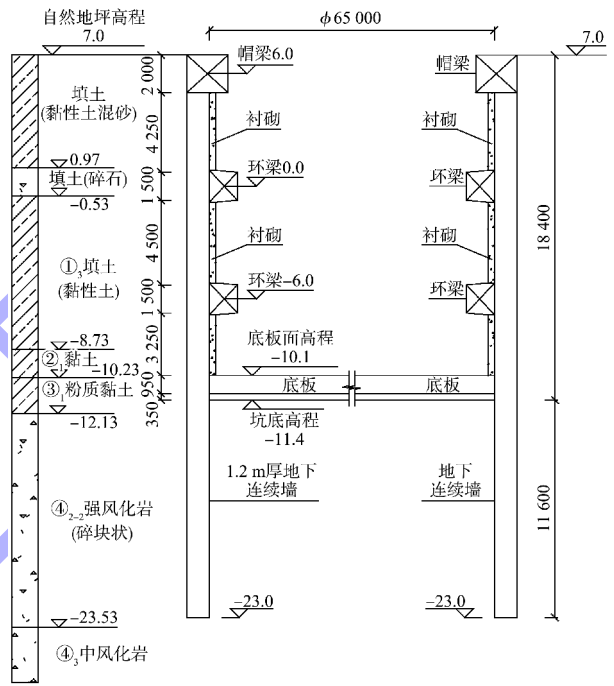 自然地坪高程
7.0
φ65 000
7.0
帽梁6.0
帽梁
2 000
填土
(黏性土混砂)
4 250
衬砌
衬砌
0.97
填土(碎石)
-0.53
1 500
环梁0.0
环梁
4 500
衬砌
衬砌
18 400
①₃填土
(黏性土)
1 500
环梁-6.0
环梁
-8.73
②₁黏土
-10.23
③₁粉质黏土
-12.13
3 250
950
350
底板面高程
-10.1
底板
底板
坑底高程
-11.4
1.2 m厚地下
连续墙
地下
连续墙
11 600
④₂₋₂强风化岩
(碎块状)
-23.0
-23.0
-23.53
④₃中风化岩